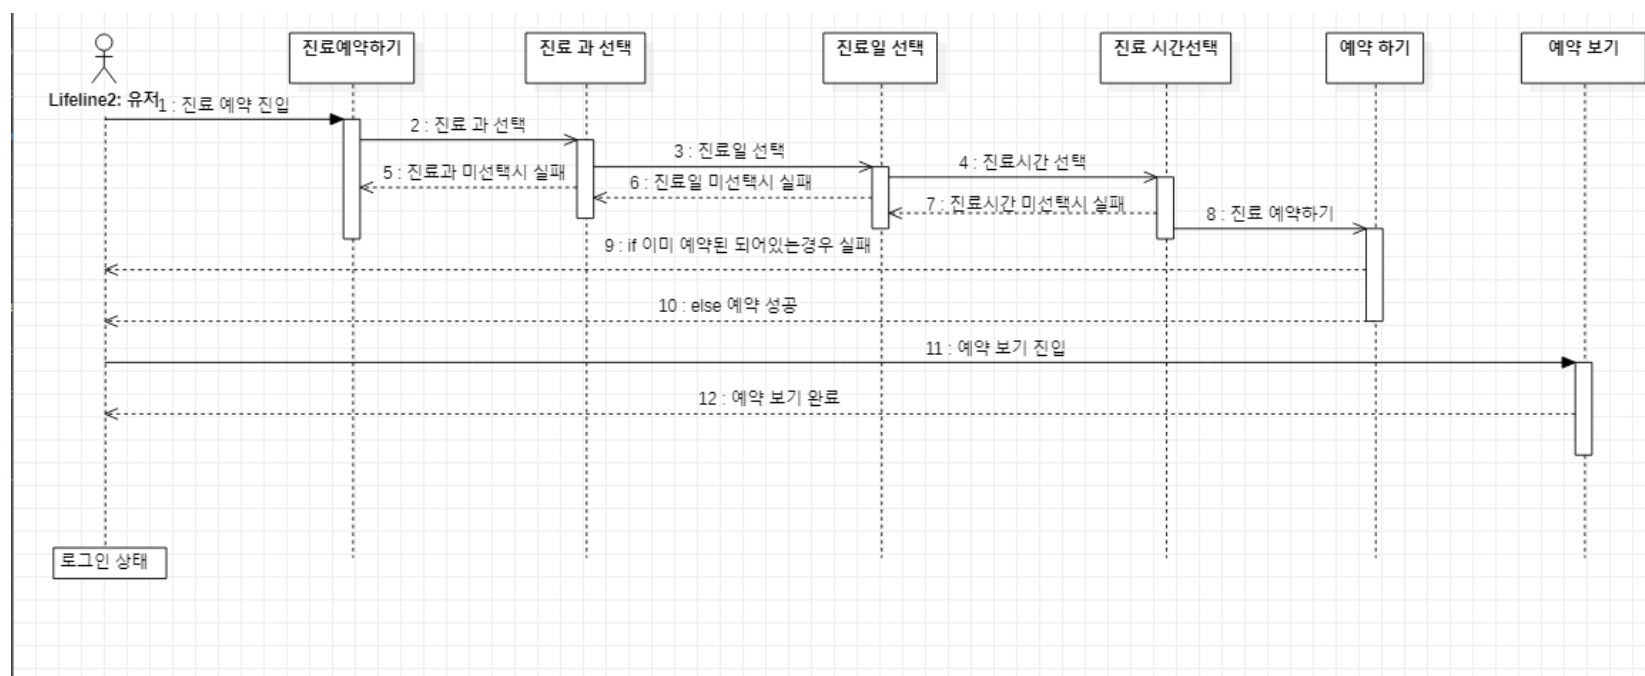 진료예약하기
진료 과 선택
진료일 선택
진료 시간선택
예약 하기
예약 보기
Lifeline2: 유저
1 : 진료 예약 진입
2 : 진료 과 선택
3 : 진료일 선택
4 : 진료시간 선택
5 : 진료과 미선택시 실패
6 : 진료일 미선택시 실패
7 : 진료시간 미선택시 실패
8 : 진료 예약하기
9 : if 이미 예약된 되어있는경우 실패
10 : else 예약 성공
11 : 예약 보기 진입
12 : 예약 보기 완료
로그인 상태